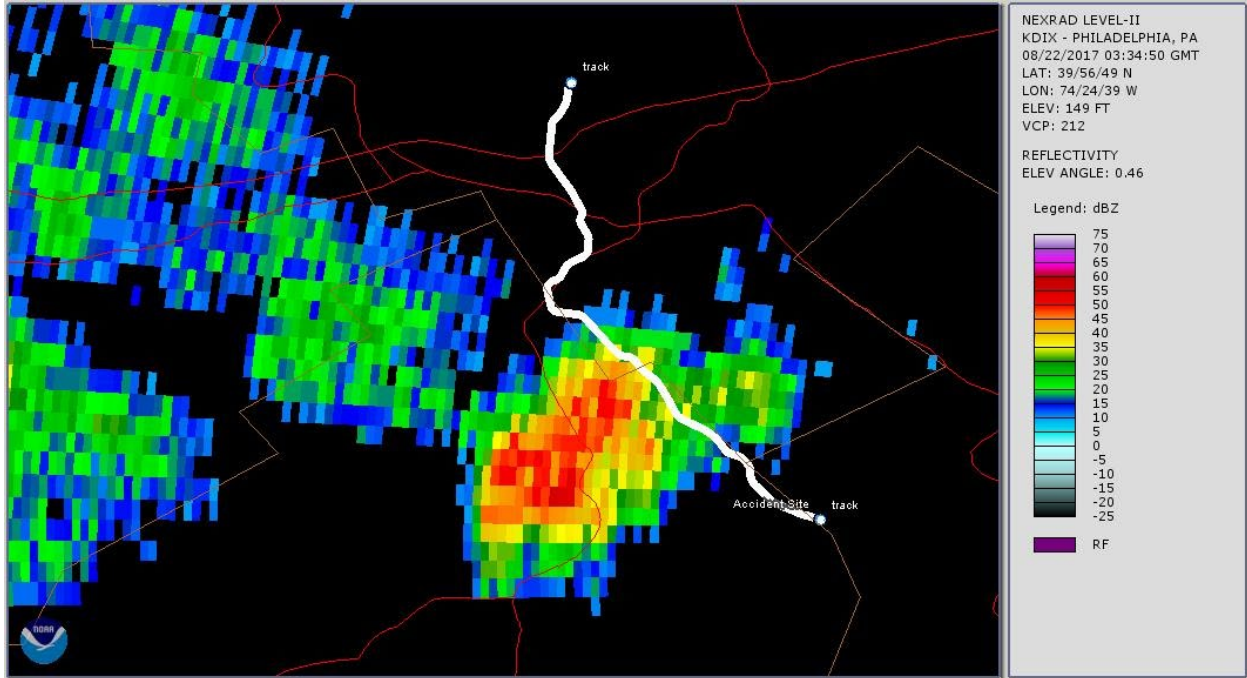 track
Accident Site
track
NOAA
NEXRAD LEVEL-II
KDIX - PHILADELPHIA, PA
08/22/2017 03:34:50 GMT
LAT: 39/56/49 N
LON: 74/24/39 W
ELEV: 149 FT
VCP: 212
REFLECTIVITY
ELEV ANGLE: 0.46
Legend: dBZ
75
70
65
60
55
50
45
40
35
30
25
20
15
10
5
0
-5
-10
-15
-20
-25
RF